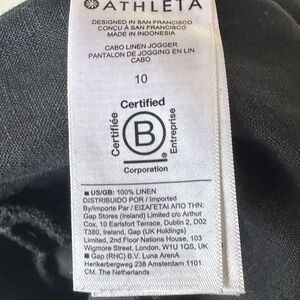 ATHLETA
DESIGNED IN SAN FRANCISCO
CONÇU À SAN FRANCISCO
MADE IN INDONESIA
CABO LINEN JOGGER
PANTALON DE JOGGING EN LIN
CABO
10
Certified
Certifiée
B
Entreprise
Corporation
■ US/GB: 100% LINEN
DISTRIBUIDO POR / Imported
By/Importe Par / ΕΙΣΑΓΕΤΑΙ ΑΠΟ ΤΗΝ:
Gap Stores (Ireland) Limited c/o Arthur
Cox, 10 Earlsfort Terrace, Dublin 2, D02
T380, Ireland, Gap (UK Holdings)
Limited, 2nd Floor Nations House, 103
Wigmore Street, London, W1U 1QS, UK
■ Gap (RHC) B.V. Luna ArenA
Herikerbergweg 238 Amsterdam 1101
CM, The Netherlands